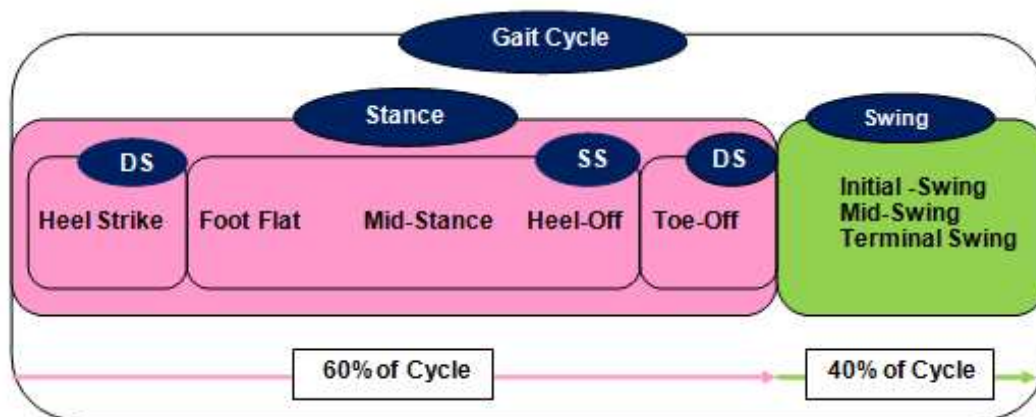 Gait Cycle
Stance
Swing
DS
SS
DS
Heel Strike
Foot Flat
Mid-Stance
Heel-Off
Toe-Off
Initial -Swing
Mid-Swing
Terminal Swing
60% of Cycle
40% of Cycle